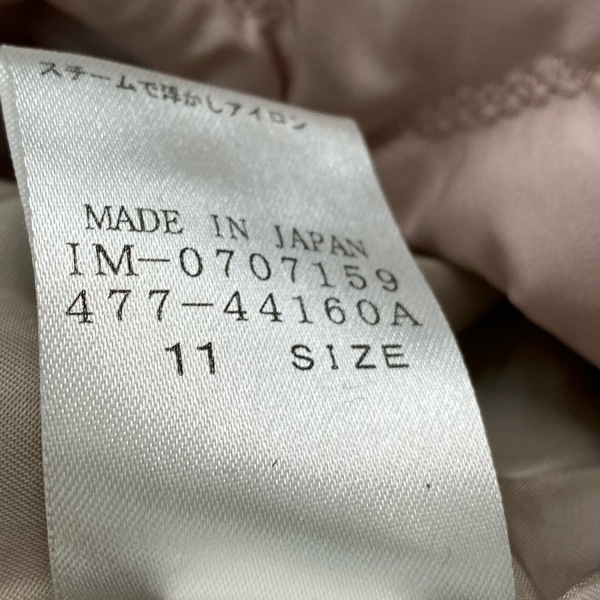 スチームで浮かしアイロン
MADE IN JAPAN
IM-0707159
477-44160A
11 SIZE